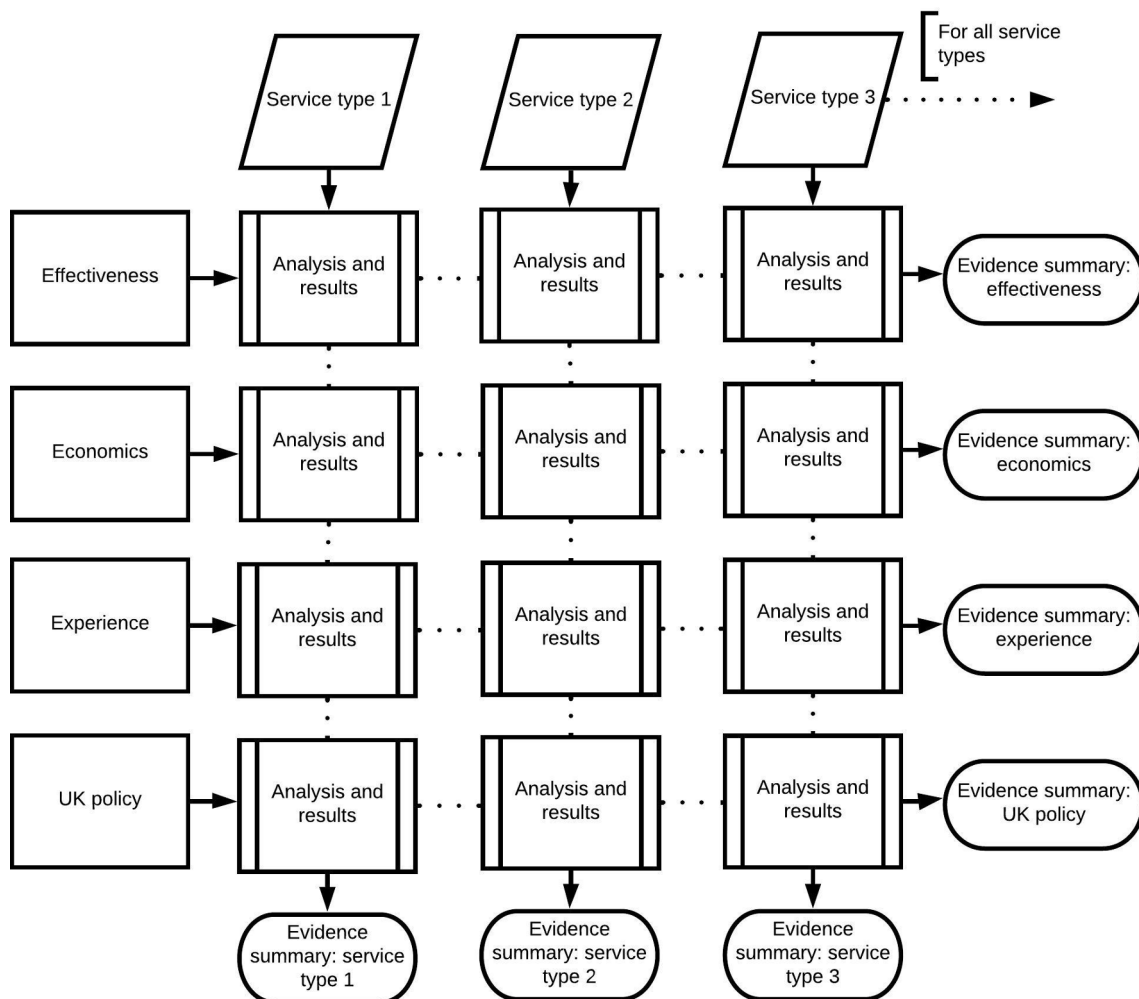 For all service
types
Service type 1
Service type 2
Service type 3
Effectiveness
Analysis and
results
Analysis and
results
Analysis and
results
Evidence summary:
effectiveness
Economics
Analysis and
results
Analysis and
results
Analysis and
results
Evidence summary:
economics
Experience
Analysis and
results
Analysis and
results
Analysis and
results
Evidence summary:
experience
UK policy
Analysis and
results
Analysis and
results
Analysis and
results
Evidence summary:
UK policy
Evidence
summary: service
type 1
Evidence
summary: service
type 2
Evidence
summary: service
type 3